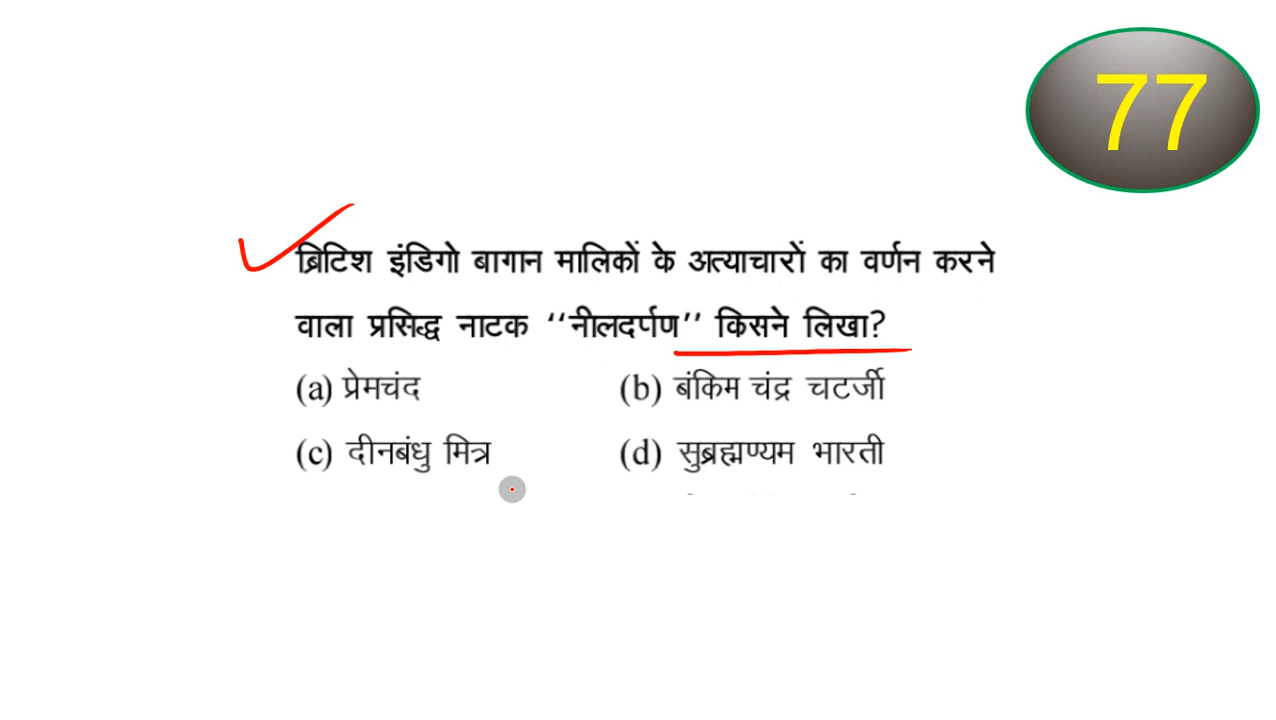 77
ब्रिटिश इंडिगो बागान मालिकों के अत्याचारों का वर्णन करने
वाला प्रसिद्ध नाटक ‘‘नीलदर्पण’’ किसने लिखा?
(a) प्रेमचंद (b) बंकिम चंद्र चटर्जी
(c) दीनबंधु मित्र (d) सुब्रह्मण्यम भारती